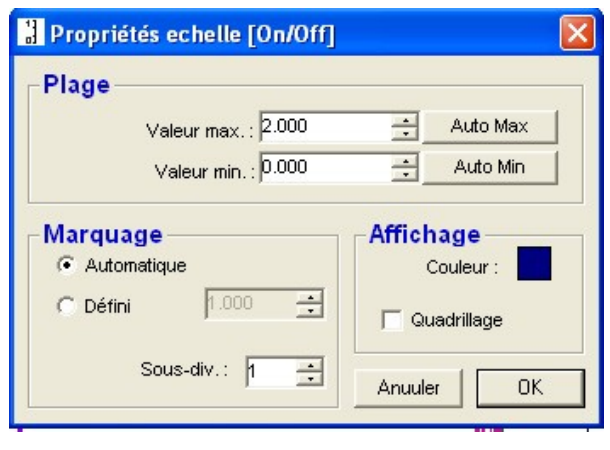 Propriétés echelle [On/Off]
Plage
Valeur max. : 2.000 Auto Max
Valeur min. : 0.000 Auto Min
Marquage
Automatique
Défini 1.000
Sous-div. : 1
Affichage
Couleur :
Quadrillage
Anuuler OK